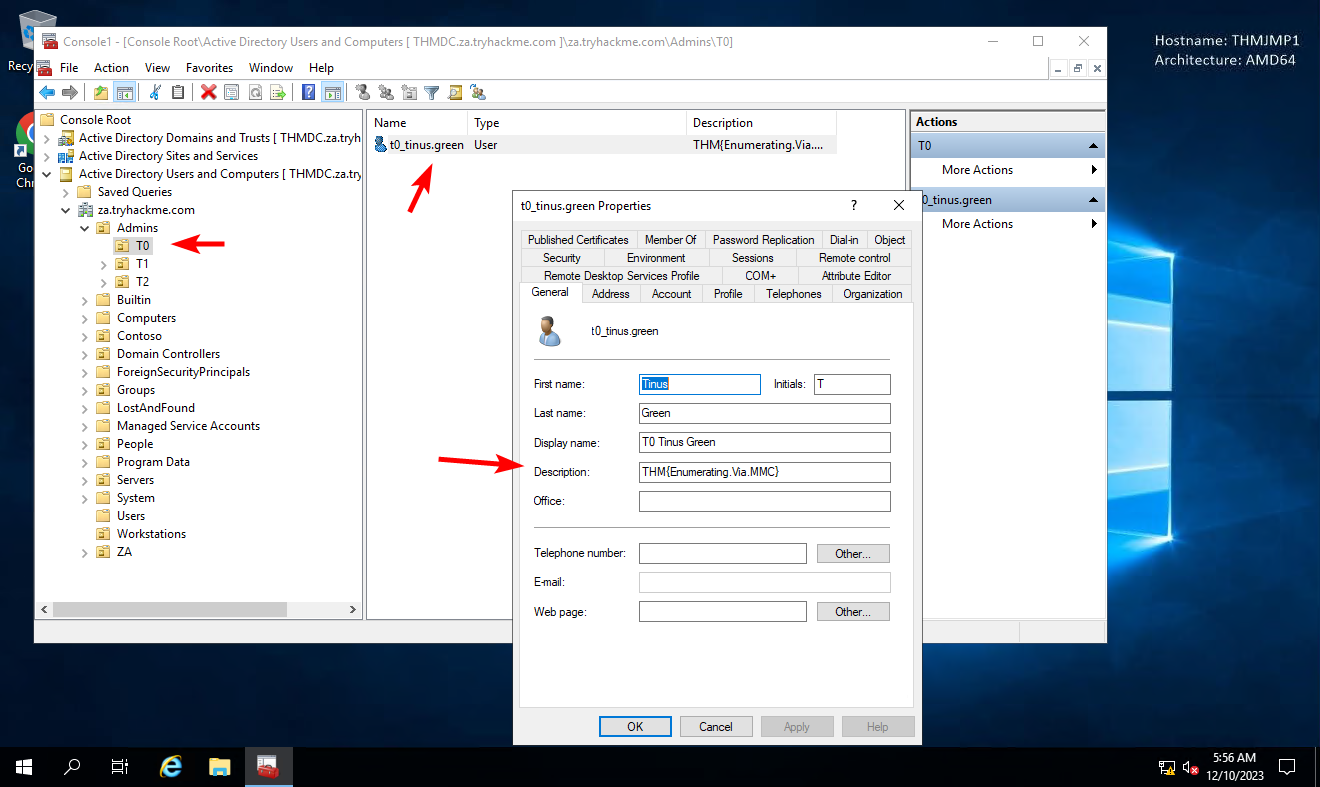 Recy
Go
Chr
Hostname: THMJMP1
Architecture: AMD64
Console1 - [Console Root\Active Directory Users and Computers [ THMDC.za.tryhackme.com ]\za.tryhackme.com\Admins\T0]
File Action View Favorites Window Help
Console Root
Active Directory Domains and Trusts [ THMDC.za.tryh
Active Directory Sites and Services
Active Directory Users and Computers [ THMDC.za.try
Saved Queries
za.tryhackme.com
Admins
T0
T1
T2
Builtin
Computers
Contoso
Domain Controllers
ForeignSecurityPrincipals
Groups
LostAndFound
Managed Service Accounts
People
Program Data
Servers
System
Users
Workstations
ZA
Name Type Description
t0_tinus.green User THM{Enumerating.Via....
Actions
T0
More Actions
t0_tinus.green
More Actions
t0_tinus.green Properties
?
Published Certificates Member Of Password Replication Dial-in Object
Security Environment Sessions Remote control
Remote Desktop Services Profile COM+ Attribute Editor
General Address Account Profile Telephones Organization
t0_tinus.green
First name: Tinus Initials: T
Last name: Green
Display name: T0 Tinus Green
Description: THM{Enumerating.Via.MMC}
Office:
Telephone number: Other...
E-mail:
Web page: Other...
OK Cancel Apply Help
5:56 AM
12/10/2023